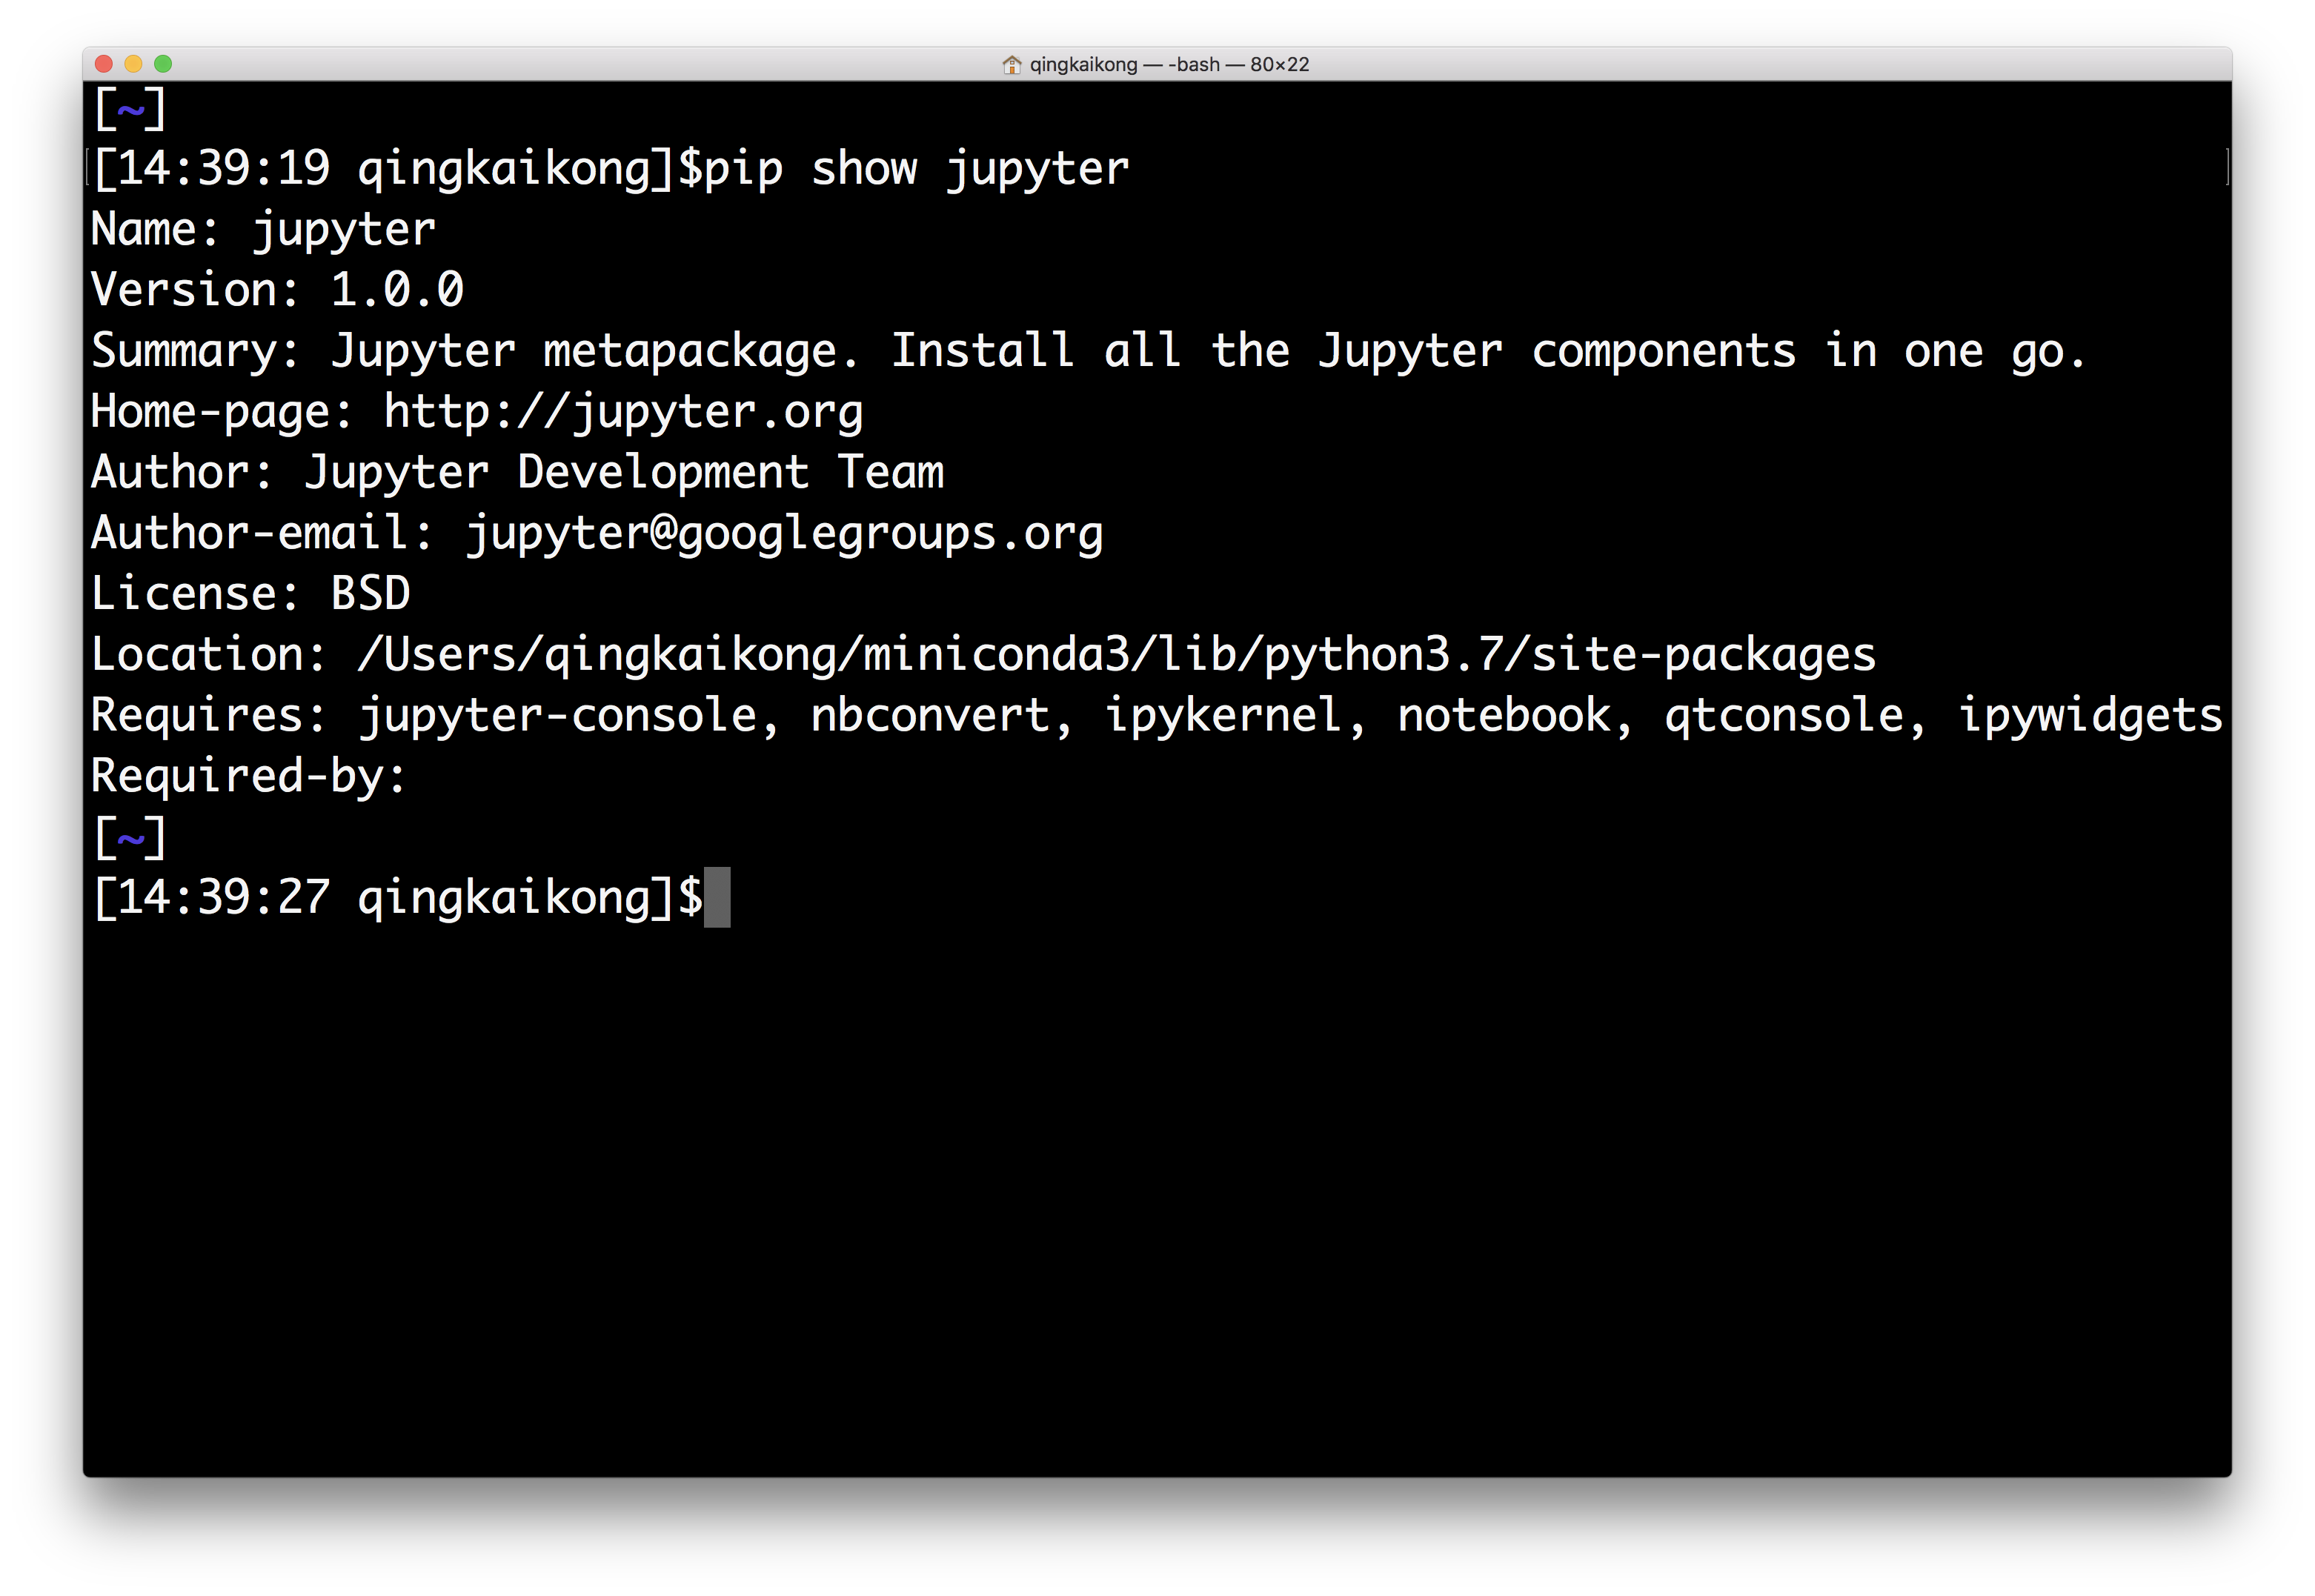 qingkaikong — -bash — 80×22
[~]
[14:39:19 qingkaikong]$pip show jupyter
Name: jupyter
Version: 1.0.0
Summary: Jupyter metapackage. Install all the Jupyter components in one go.
Home-page: http://jupyter.org
Author: Jupyter Development Team
Author-email: jupyter@googlegroups.org
License: BSD
Location: /Users/qingkaikong/miniconda3/lib/python3.7/site-packages
Requires: jupyter-console, nbconvert, ipykernel, notebook, qtconsole, ipywidgets
Required-by:
[~]
[14:39:27 qingkaikong]$